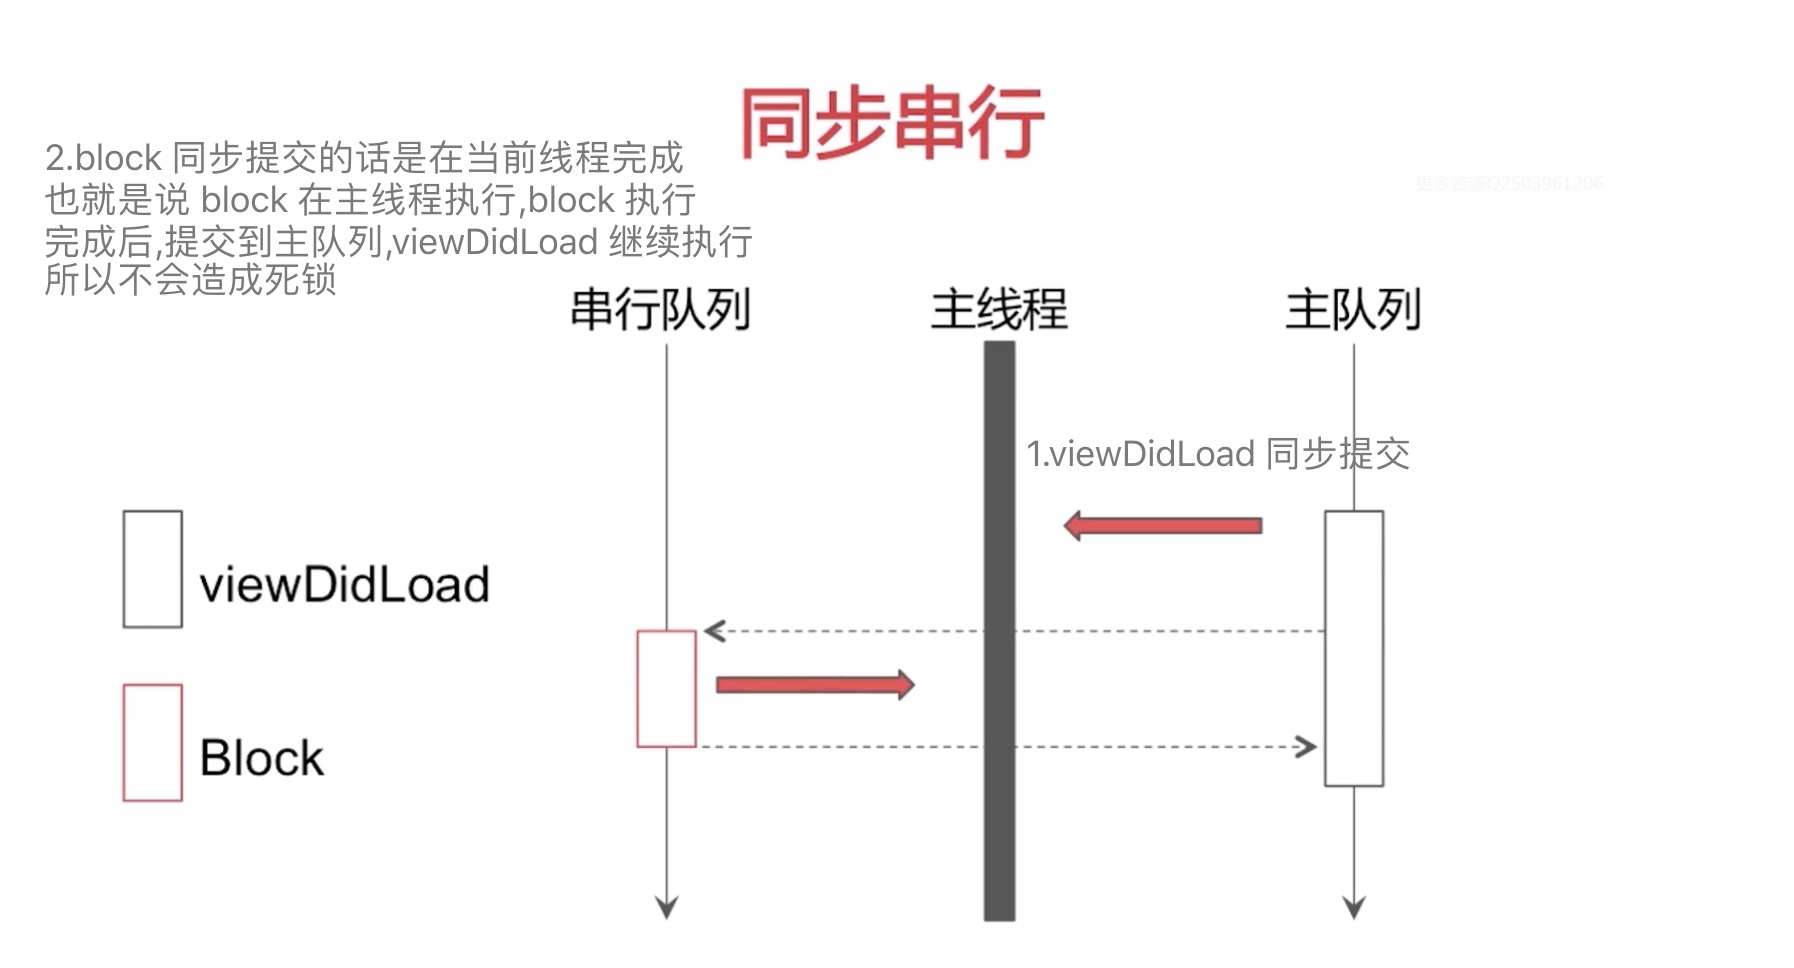 同步串行
2.block 同步提交的话是在当前线程完成
也就是说 block 在主线程执行,block 执行
完成后,提交到主队列,viewDidLoad 继续执行
所以不会造成死锁
更多资源Q2503961206
串行队列
主线程
主队列
1.viewDidLoad 同步提交
viewDidLoad
Block